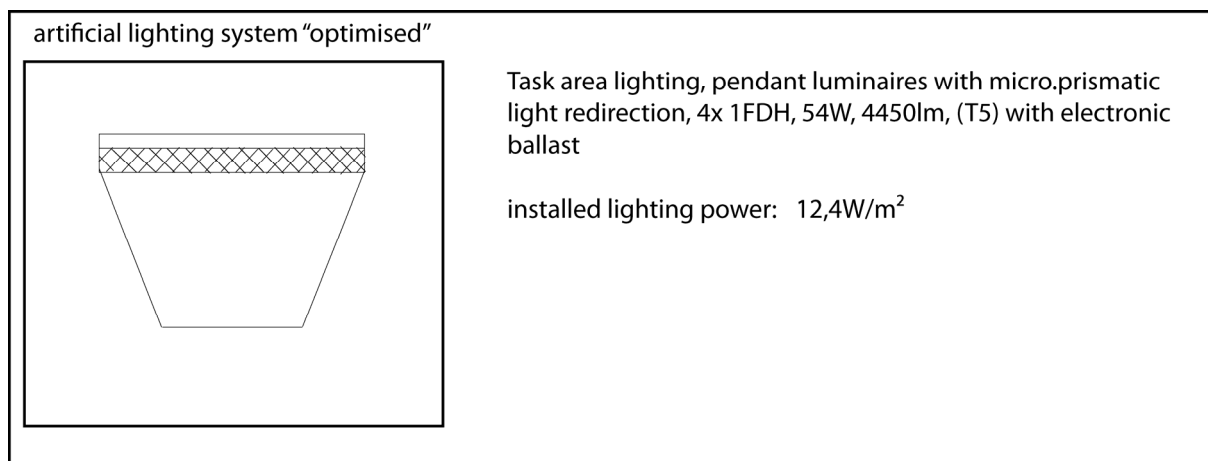 artificial lighting system “optimised”
Task area lighting, pendant luminaires with micro.prismatic
light redirection, 4x 1FDH, 54W, 4450lm, (T5) with electronic
ballast
installed lighting power: 12,4W/m²